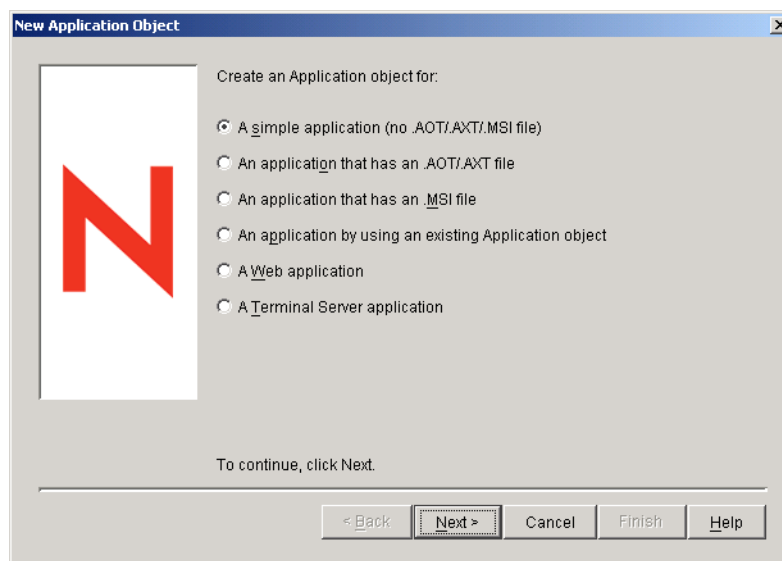 New Application Object
Create an Application object for:
A simple application (no .AOT/.AXT/.MSI file)
An application that has an .AOT/.AXT file
An application that has an .MSI file
An application by using an existing Application object
A Web application
A Terminal Server application
To continue, click Next.
< Back Next > Cancel Finish Help